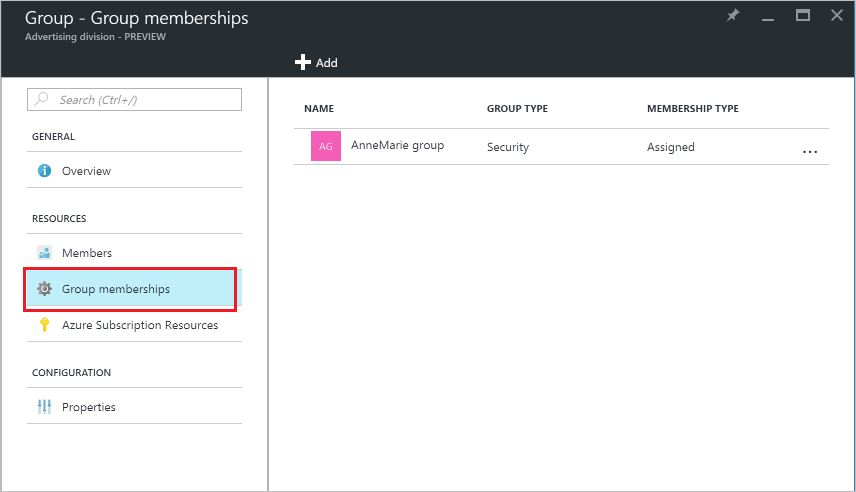 Group - Group memberships
Advertising division - PREVIEW
Add
Search (Ctrl+/)
GENERAL
Overview
RESOURCES
Members
Group memberships
Azure Subscription Resources
CONFIGURATION
Properties
NAME GROUP TYPE MEMBERSHIP TYPE
AG AnneMarie group Security Assigned ...